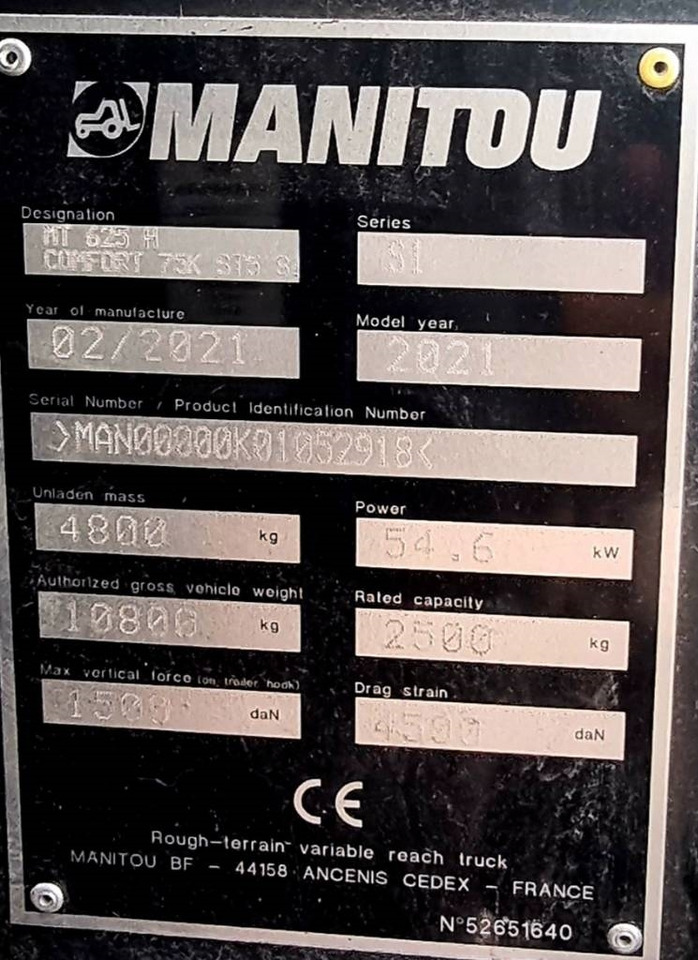 MANITOU
Designation
MT 625 H
COMFORT 75K ST5 S1
Series
S1
Year of manufacture
02/2021
Model year
2021
Serial Number / Product Identification Number
>MAN00000K01052918<
Unladen mass
4800 kg
Power
54.6 kW
Authorized gross vehicle weight
10800 kg
Rated capacity
2500 kg
Max vertical force (on trailer hook)
1500 daN
Drag strain
daN
CE
Rough-terrain variable reach truck
MANITOU BF - 44158 ANCENIS CEDEX - FRANCE
N°52651640